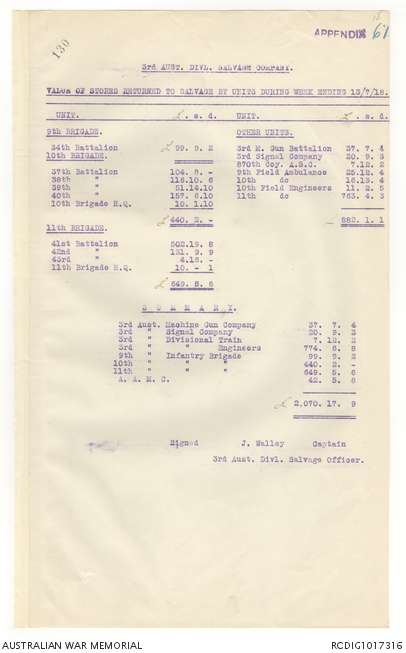 130
18
APPENDIX 61
3rd AUST. DIVL. SALVAGE COMPANY.
VALUe OF STORES RETURNED TO SALVAGE BY UNITS DURING WEEK ENDING 13/7/18.
UNIT. £ . s. d. UNIT. £ . s. d.
9th BRIGADE. OTHER UNITS.
34th Battalion £ 99. 9. 2 3rd M. Gun Battalion 37. 7. 4
10th BRIGADE. 3rd Signal Company 20. 9. 3
870th Coy. A.S.C. 7.12. 2
37th Battalion 104. 8. - 9th Field Ambulance 25.12. 4
38th " 118.10. 6 10th do 16.13. 4
39th " 51.14.10 10th Field Engineers 11. 2. 5
40th " 157. 6.10 11th do 763. 4. 3
10th Brigade H.Q. 10. 1.10
£ 440. 2. - 882. 1. 1
11th BRIGADE.
41st Battalion 502.19. 8
42nd " 131. 9. 9
43rd " 4.16. -
11th Brigade H.Q. 10. - 1
£ 649. 5. 6
S U M M A R Y.
3rd Aust. Machine Gun Company 37. 7. 4
3rd " Signal Company 20. 9. 3
3rd " Divisional Train 7. 12. 2
3rd " " Engineers 774. 6. 8
9th " Infantry Brigade 99. 9. 2
10th " " " 440. 2. -
11th " " " 649. 5. 6
A. A. M. C. 42. 5. 8
£ 2,070. 17. 9
Signed J. Walley Captain
3rd Aust. Divl. Salvage Officer.
AUSTRALIAN WAR MEMORIAL RCDIG1017316